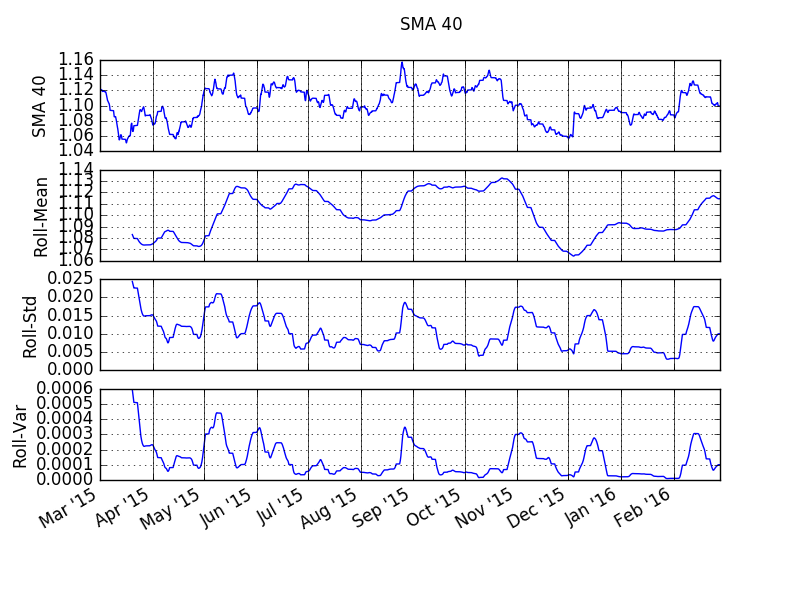 SMA 40
SMA 40
1.16
1.14
1.12
1.10
1.08
1.06
1.04
Roll-Mean
1.14
1.13
1.12
1.11
1.10
1.09
1.08
1.07
1.06
Roll-Std
0.025
0.020
0.015
0.010
0.005
0.000
Roll-Var
0.0006
0.0005
0.0004
0.0003
0.0002
0.0001
0.0000
Mar '15
Apr '15
May '15
Jun '15
Jul '15
Aug '15
Sep '15
Oct '15
Nov '15
Dec '15
Jan '16
Feb '16